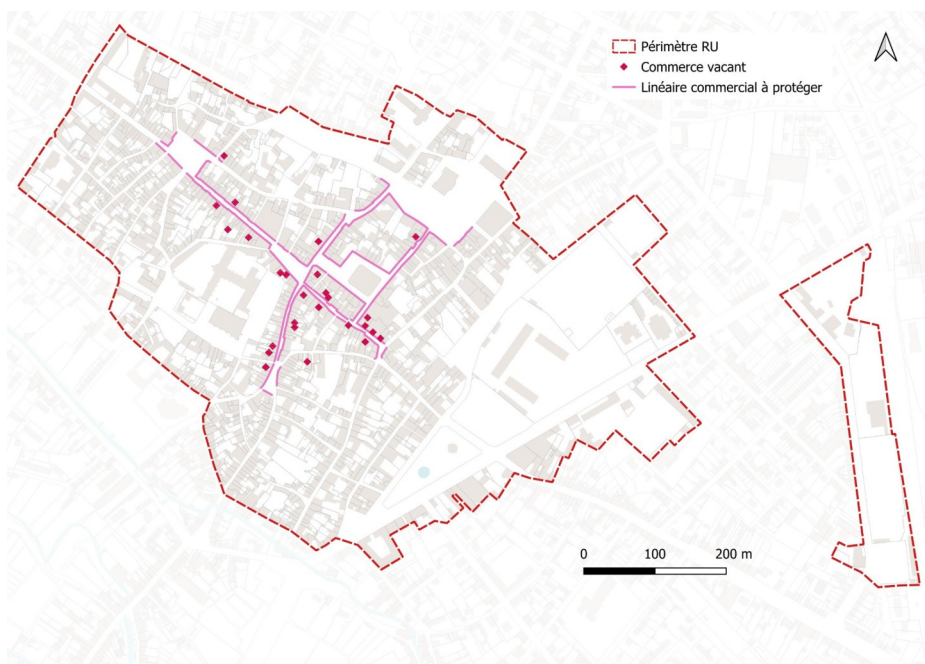 Périmètre RU
Commerce vacant
Linéaire commercial à protéger
0 100 200 m